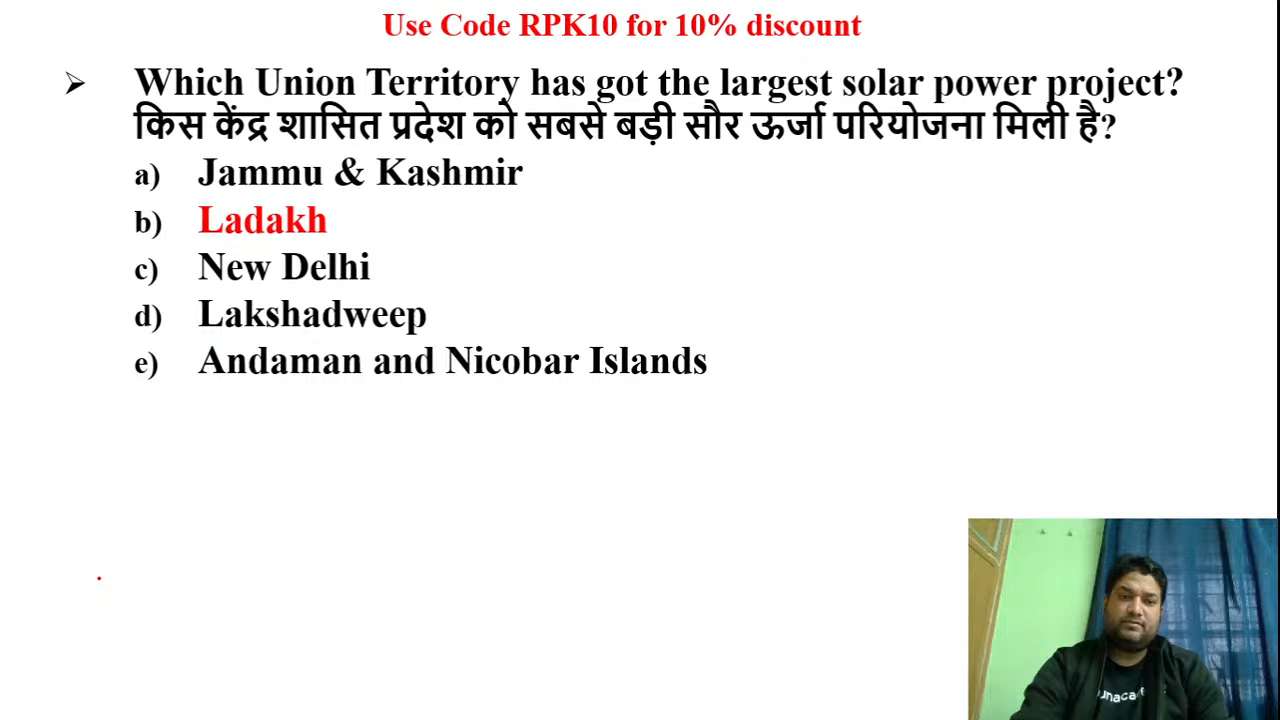 Use Code RPK10 for 10% discount
➢ Which Union Territory has got the largest solar power project?
किस केंद्र शासित प्रदेश को सबसे बड़ी सौर ऊर्जा परियोजना मिली है?
a) Jammu & Kashmir
b) Ladakh
c) New Delhi
d) Lakshadweep
e) Andaman and Nicobar Islands